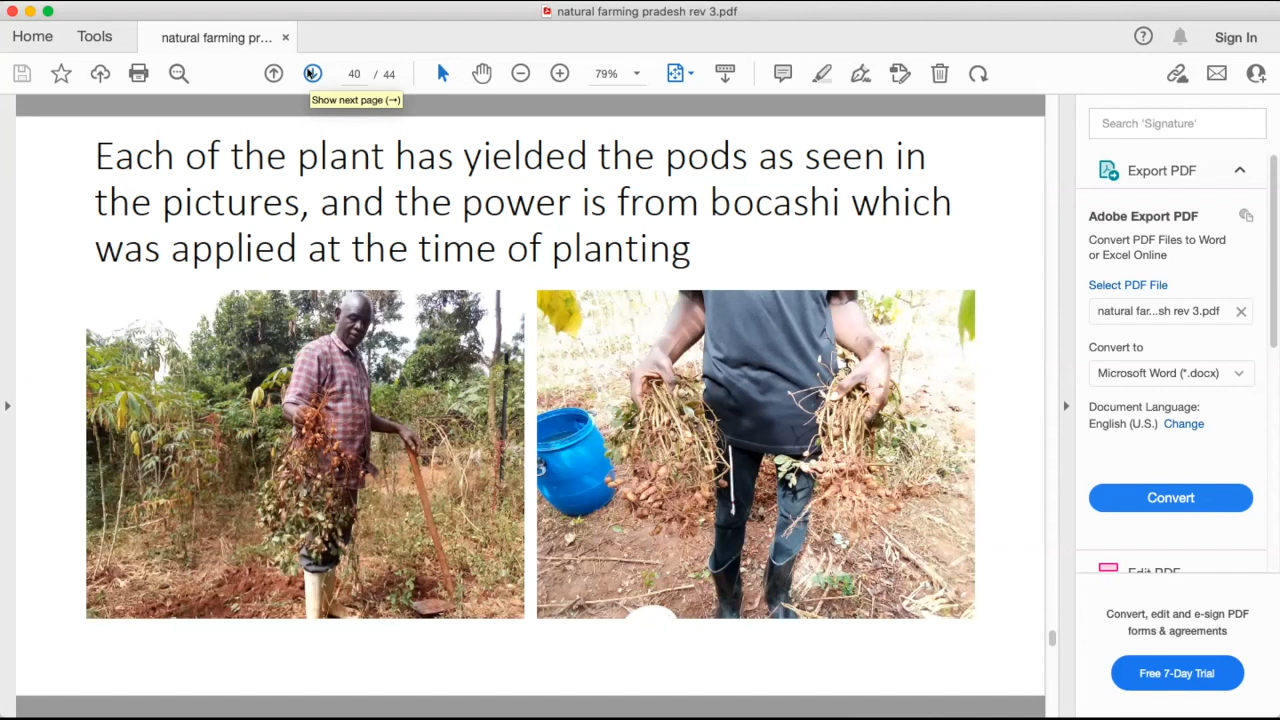 natural farming pradesh rev 3.pdf
Home
Tools
natural farming pr...
Sign In
40 / 44
79%
Show next page (→)
Each of the plant has yielded the pods as seen in
the pictures, and the power is from bocashi which
was applied at the time of planting
Search 'Signature'
Export PDF
Adobe Export PDF
Convert PDF Files to Word
or Excel Online
Select PDF File
natural far...sh rev 3.pdf
Convert to
Microsoft Word (*.docx)
Document Language:
English (U.S.) Change
Convert
Edit PDF
Convert, edit and e-sign PDF
forms & agreements
Free 7-Day Trial